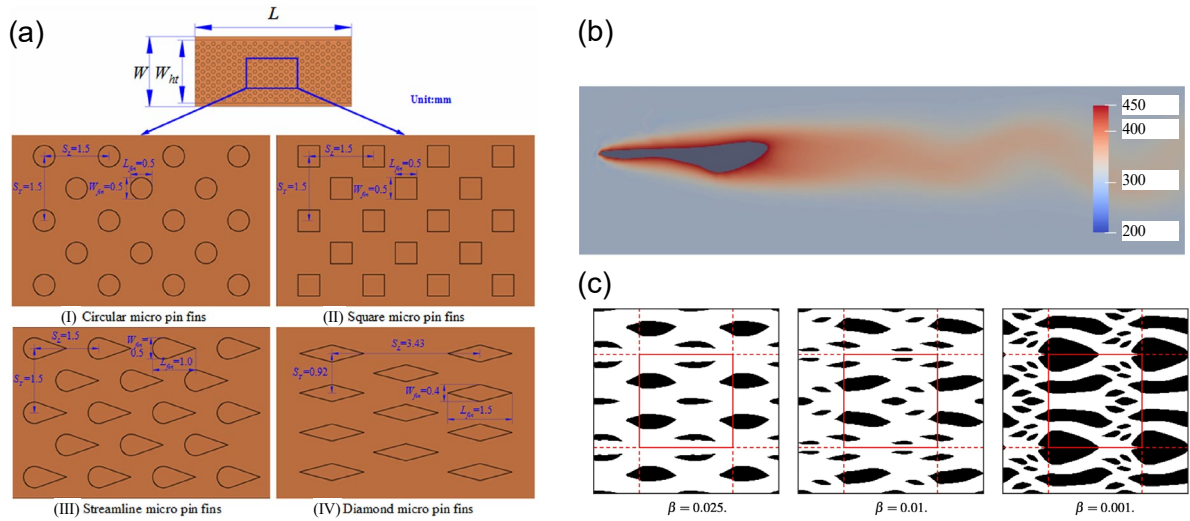 (a)
L
W
W_ht
Unit:mm
S_L=1.5
L_fin=0.5
S_T=1.5
W_fin=0.5
S_L=1.5
L_fin=0.5
S_T=1.5
W_fin=0.5
(I) Circular micro pin fins
(II) Square micro pin fins
S_L=1.5
W_fin=
0.5
L_fin=1.0
S_T=1.5
S_L=3.43
S_T=0.92
W_fin=0.4
L_fin=1.5
(III) Streamline micro pin fins
(IV) Diamond micro pin fins
(b)
450
400
300
200
(c)
β = 0.025.
β = 0.01.
β = 0.001.